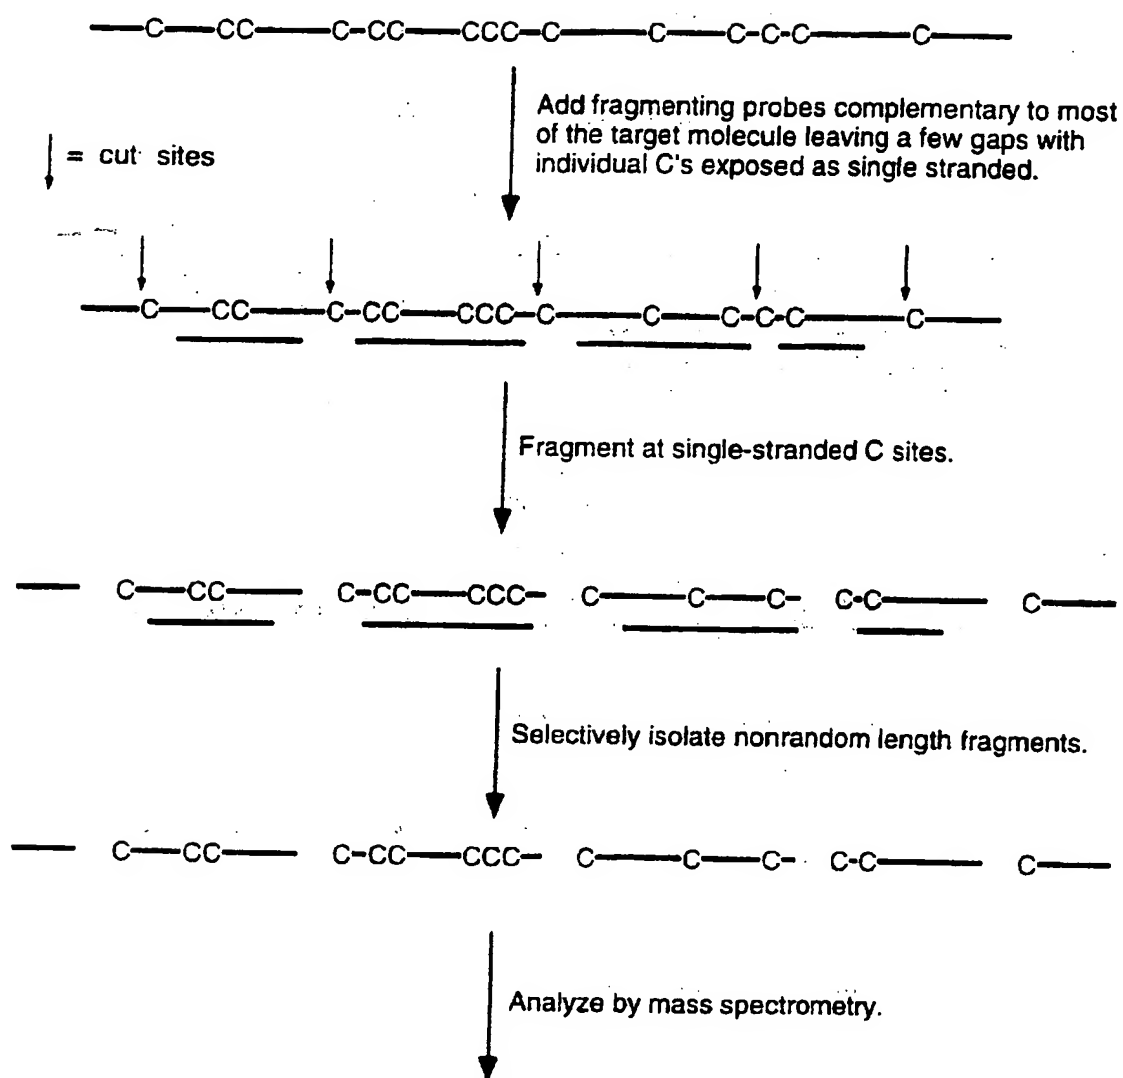 C CC C-CC CCC-C C C-C-C C
Add fragmenting probes complementary to most
of the target molecule leaving a few gaps with
individual C's exposed as single stranded.
= cut sites
C CC C-CC CCC-C C C-C-C C
Fragment at single-stranded C sites.
C CC C-CC CCC- C C C- C-C C
Selectively isolate nonrandom length fragments.
C CC C-CC CCC- C C C- C-C C
Analyze by mass spectrometry.